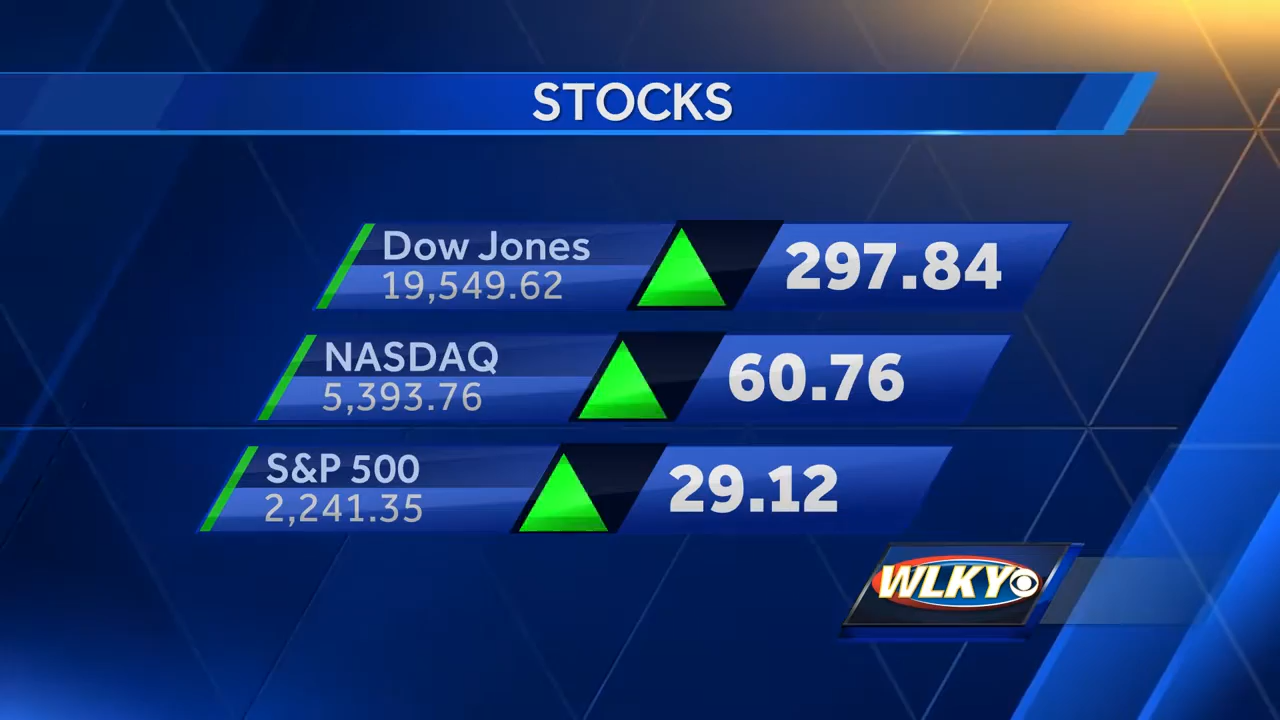 STOCKS
Dow Jones
19,549.62
297.84
NASDAQ
5,393.76
60.76
S&P 500
2,241.35
29.12
WLKY